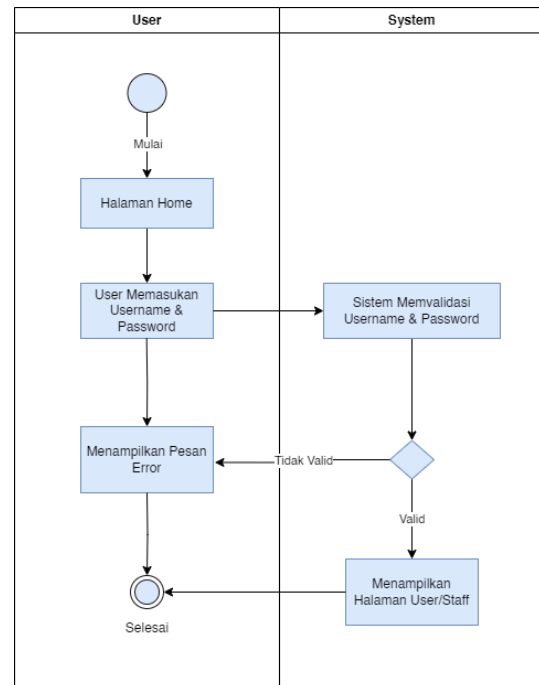 User
System
Mulai
Halaman Home
User Memasukan
Username &
Password
Sistem Memvalidasi
Username & Password
Menampilkan Pesan
Error
Tidak Valid
Valid
Menampilkan
Halaman User/Staff
Selesai